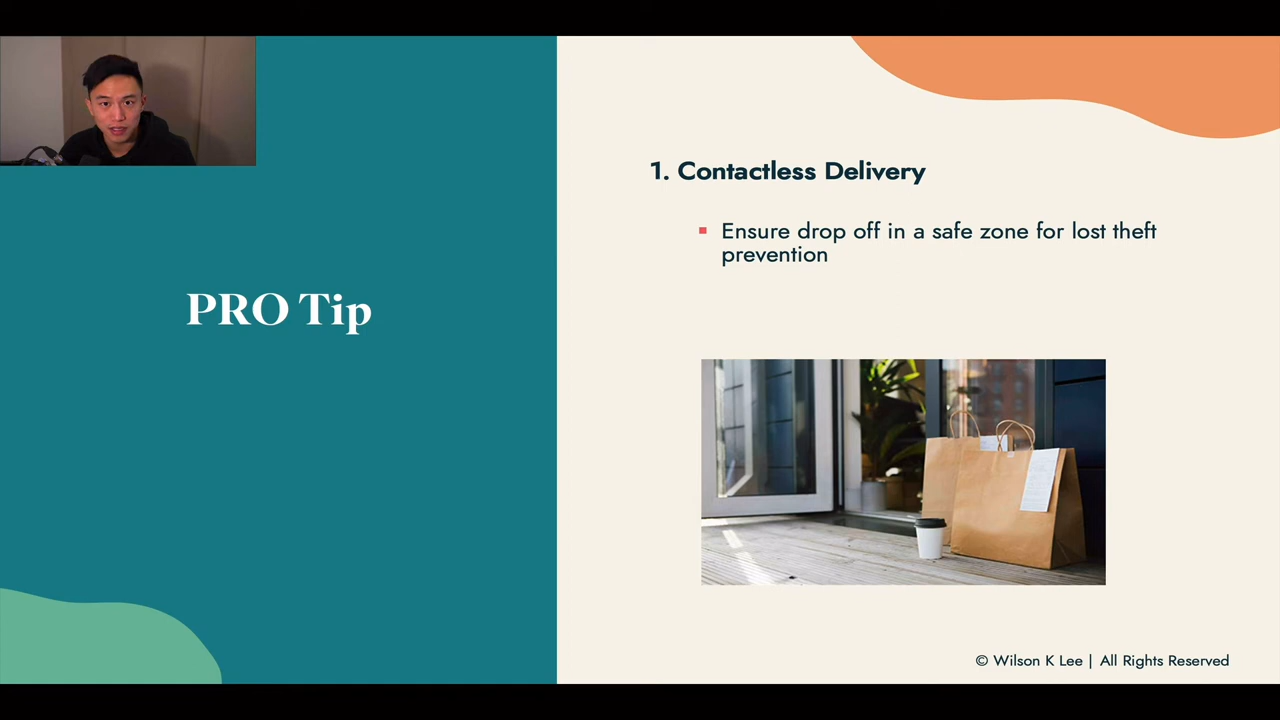 PRO Tip
1. Contactless Delivery
▪ Ensure drop off in a safe zone for lost theft
prevention
© Wilson K Lee | All Rights Reserved